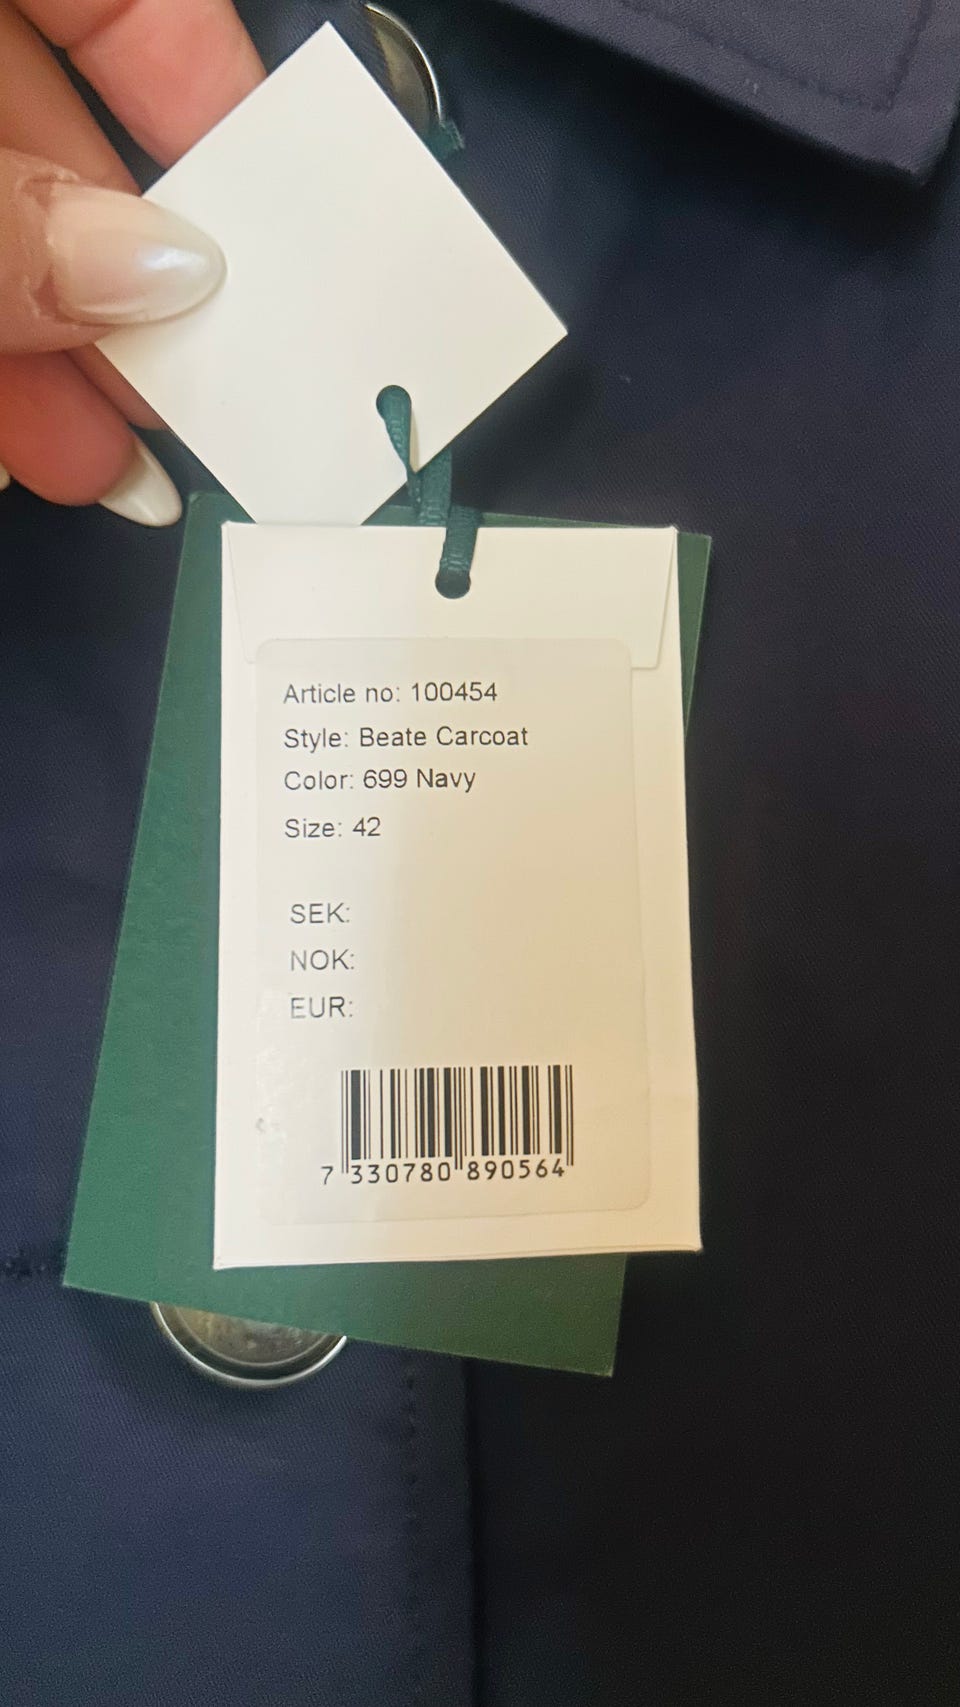 Article no: 100454
Style: Beate Carcoat
Color: 699 Navy
Size: 42
SEK:
NOK:
EUR:
7 330780 890564